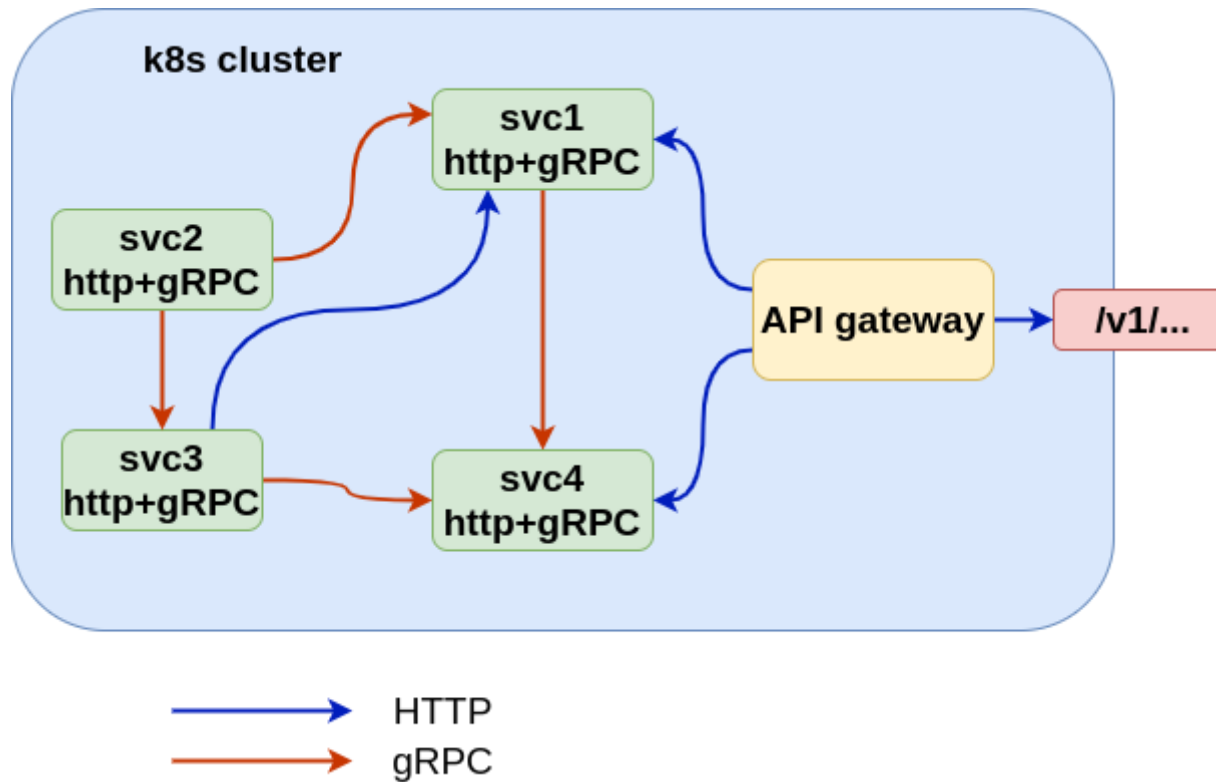 k8s cluster
svc1
http+gRPC
svc2
http+gRPC
API gateway
/v1/...
svc3
http+gRPC
svc4
http+gRPC
HTTP
gRPC